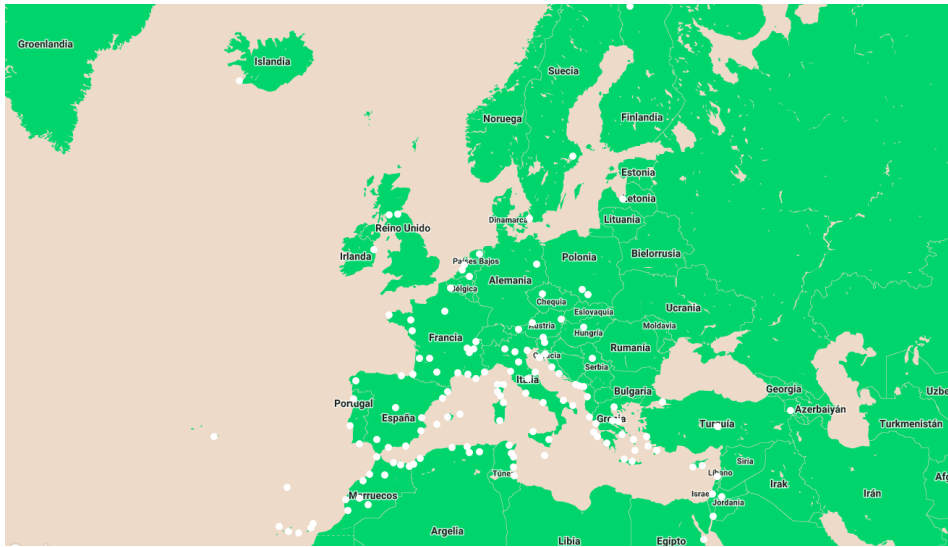 Groenlandia
Islandia
Suecia
Noruega
Finlandia
Estonia
Letonia
Dinamarca
Lituania
Reino Unido
Irlanda
Bielorrusia
Países Bajos
Polonia
Alemania
Bélgica
Chequia
Ucrania
Eslovaquia
Austria
Moldavia
Hungría
Francia
Rumanía
Croacia
Serbia
Italia
Bulgaria
Georgia
Uzbe
Portugal
Azerbaiyán
España
Grecia
Turquía
Turkmenistán
Siria
Túnez
Líbano
Marruecos
Irak
Irán
Afg
Israel
Jordania
Argelia
Libia
Egipto